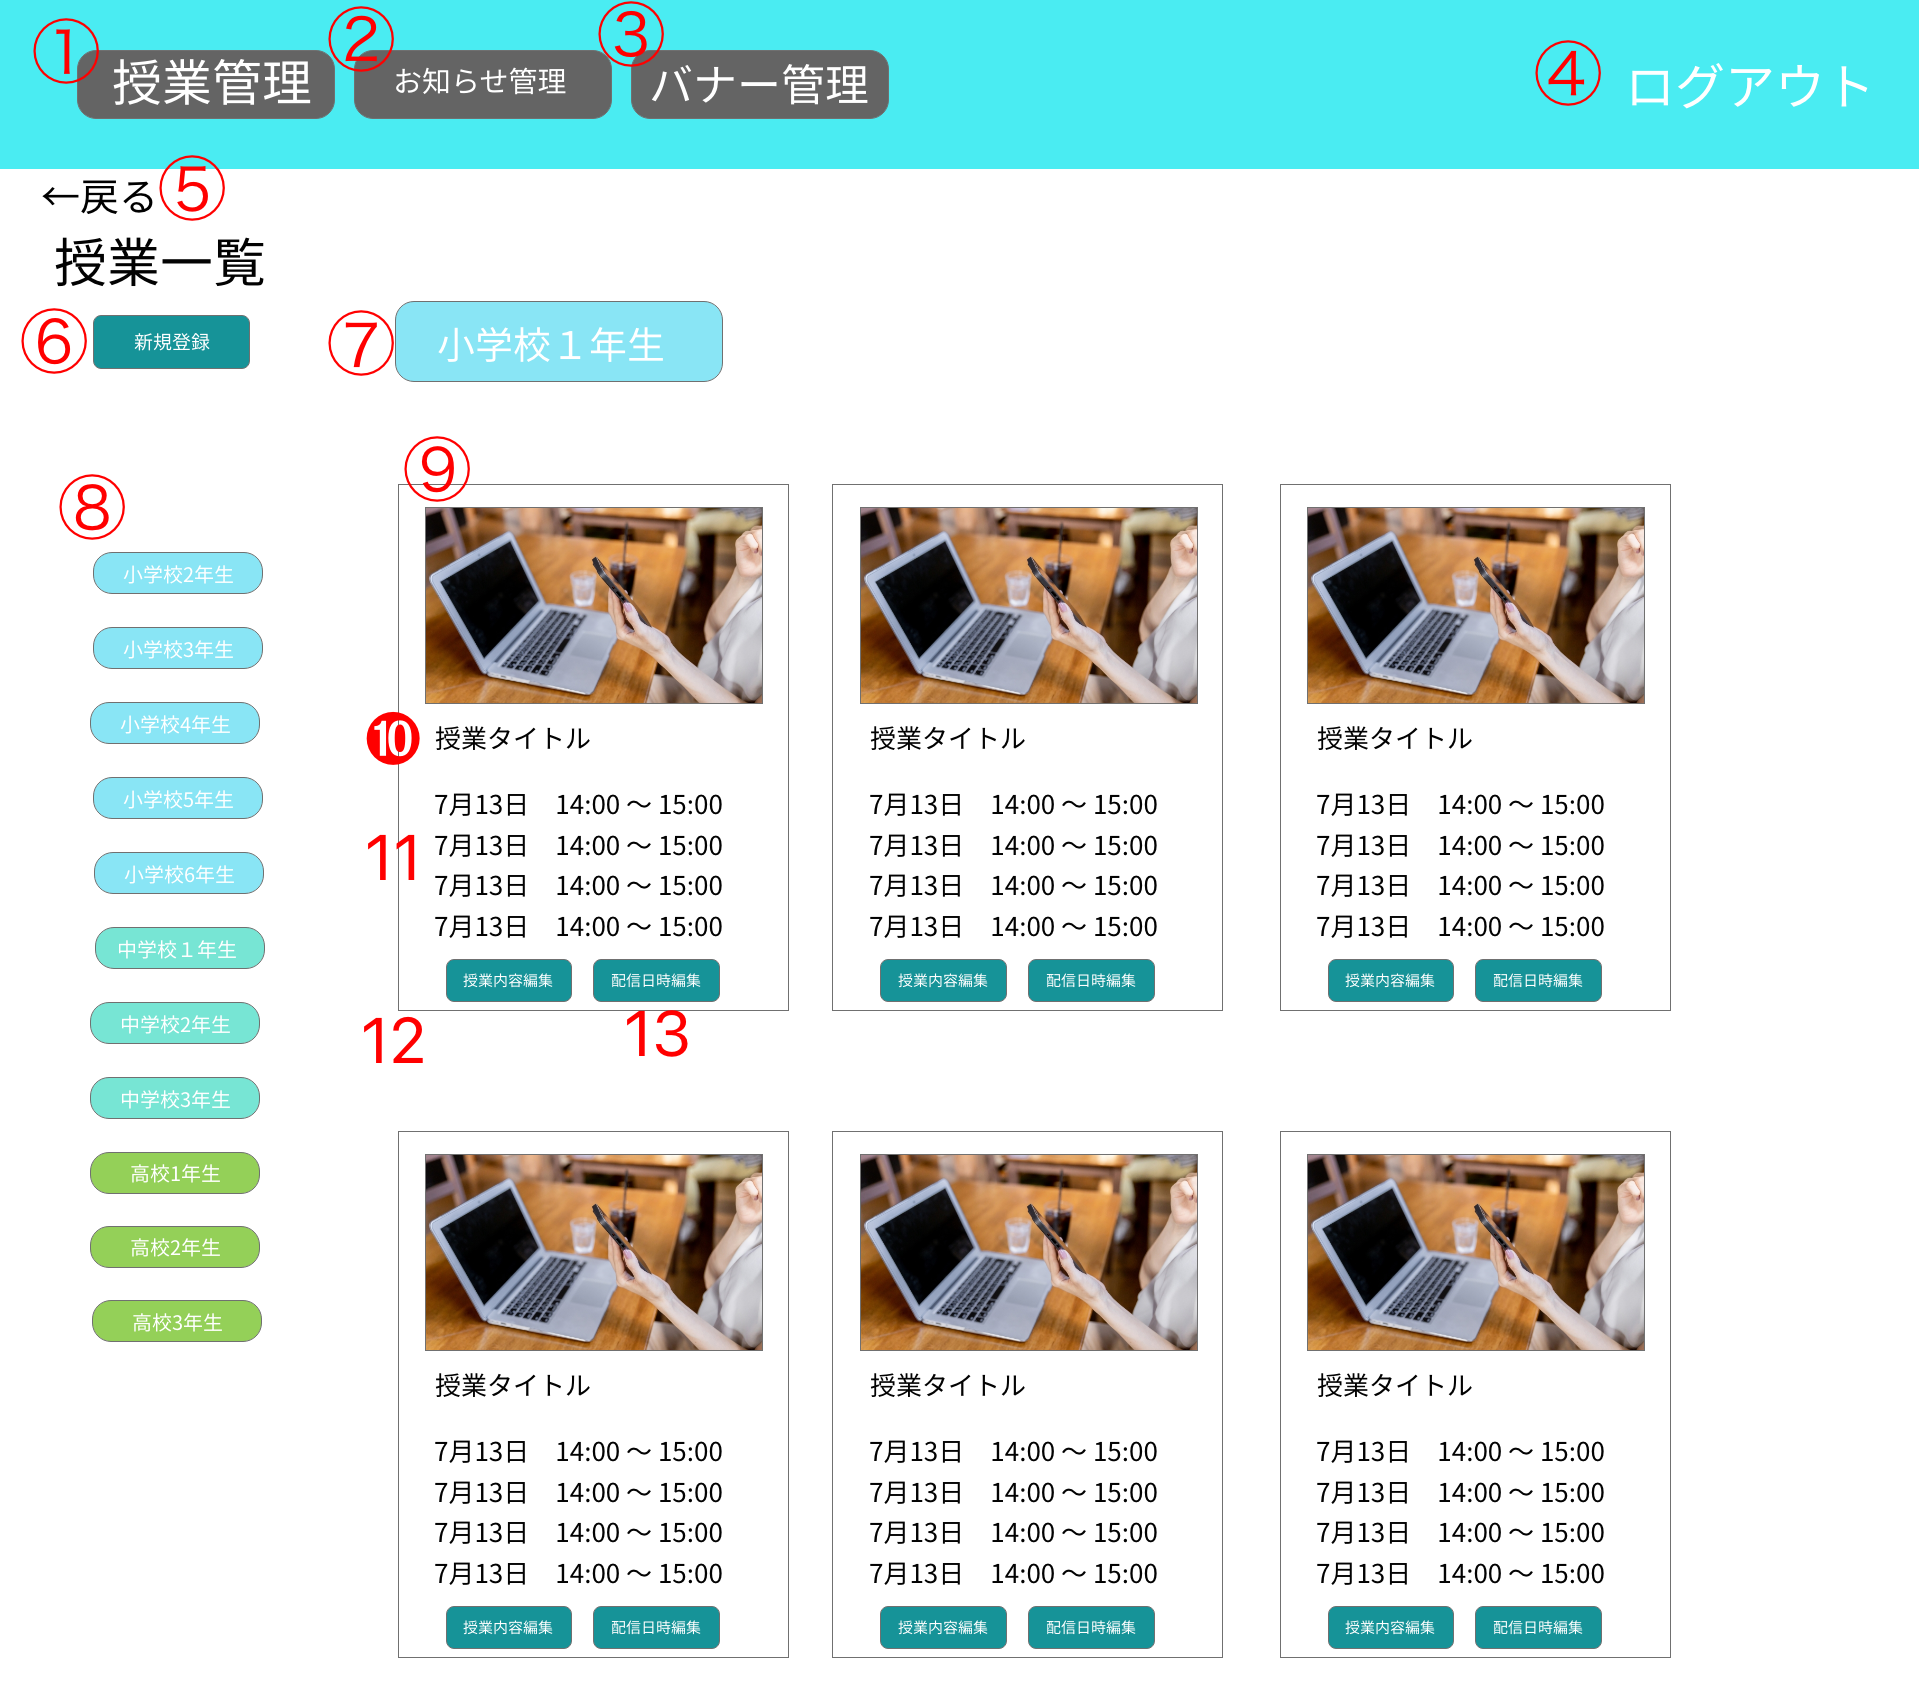 ① 授業管理 ② お知らせ管理 ③ バナー管理 ④ ログアウト
←戻る ⑤
授業一覧
⑥ 新規登録 ⑦ 小学校１年生
⑧
小学校2年生
小学校3年生
小学校4年生
小学校5年生
小学校6年生
中学校１年生
中学校2年生
中学校3年生
高校1年生
高校2年生
高校3年生
⑨
❿ 授業タイトル
7月13日　14:00 〜 15:00
11 7月13日　14:00 〜 15:00
7月13日　14:00 〜 15:00
7月13日　14:00 〜 15:00
授業内容編集 配信日時編集
12 13
授業タイトル
7月13日　14:00 〜 15:00
7月13日　14:00 〜 15:00
7月13日　14:00 〜 15:00
7月13日　14:00 〜 15:00
授業内容編集 配信日時編集
授業タイトル
7月13日　14:00 〜 15:00
7月13日　14:00 〜 15:00
7月13日　14:00 〜 15:00
7月13日　14:00 〜 15:00
授業内容編集 配信日時編集
授業タイトル
7月13日　14:00 〜 15:00
7月13日　14:00 〜 15:00
7月13日　14:00 〜 15:00
7月13日　14:00 〜 15:00
授業内容編集 配信日時編集
授業タイトル
7月13日　14:00 〜 15:00
7月13日　14:00 〜 15:00
7月13日　14:00 〜 15:00
7月13日　14:00 〜 15:00
授業内容編集 配信日時編集
授業タイトル
7月13日　14:00 〜 15:00
7月13日　14:00 〜 15:00
7月13日　14:00 〜 15:00
7月13日　14:00 〜 15:00
授業内容編集 配信日時編集